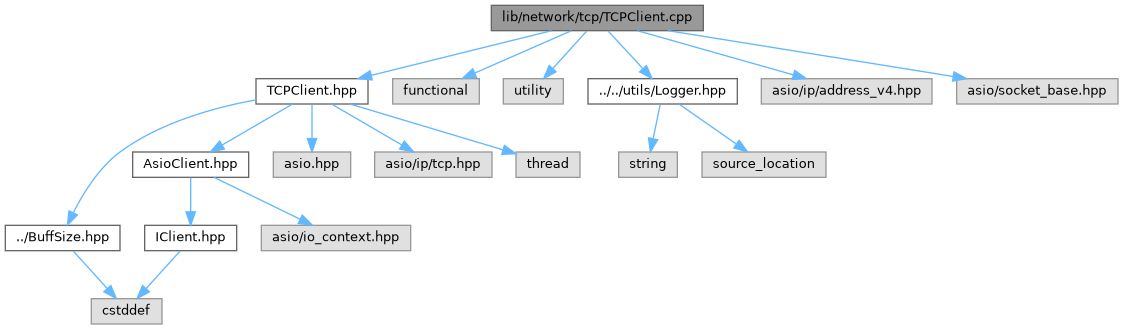 lib/network/tcp/TCPClient.cpp
TCPClient.hpp
functional
utility
../../utils/Logger.hpp
asio/ip/address_v4.hpp
asio/socket_base.hpp
AsioClient.hpp
asio.hpp
asio/ip/tcp.hpp
thread
string
source_location
../BuffSize.hpp
IClient.hpp
asio/io_context.hpp
cstddef